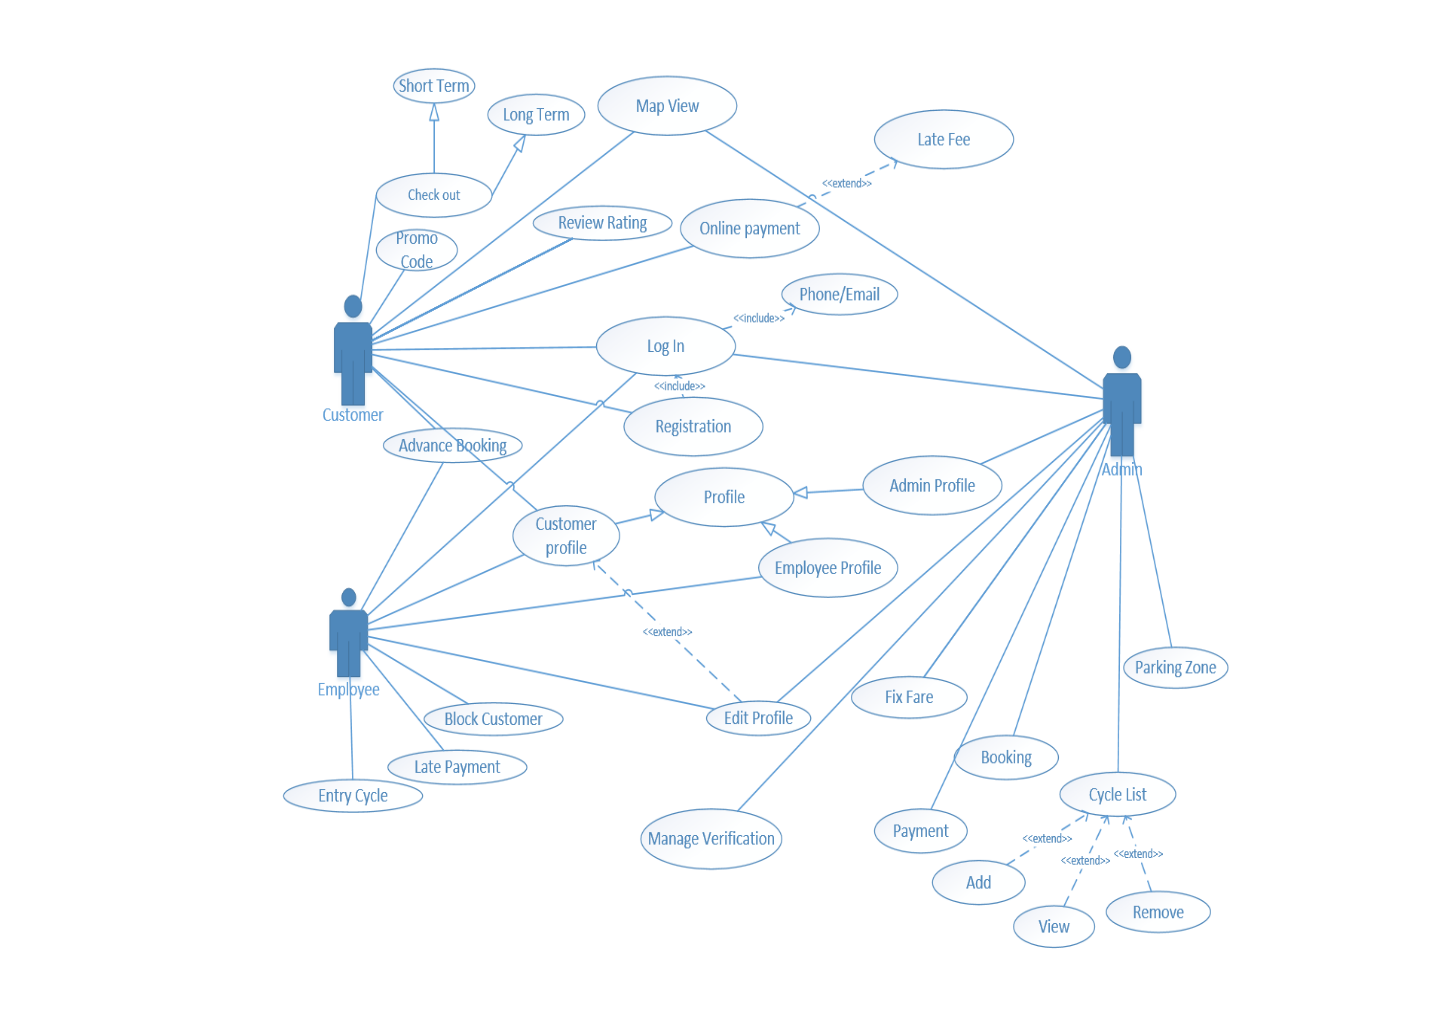 Short Term
Long Term
Map View
Late Fee
<<extend>>
Check out
Review Rating
Online payment
Promo
Code
Phone/Email
<<include>>
Log In
<<include>>
Customer
Registration
Advance Booking
Admin
Profile
Admin Profile
Customer
profile
Employee Profile
<<extend>>
Parking Zone
Employee
Fix Fare
Block Customer
Edit Profile
Booking
Late Payment
Entry Cycle
Cycle List
Manage Verification
Payment
<<extend>>
<<extend>>
<<extend>>
Add
Remove
View